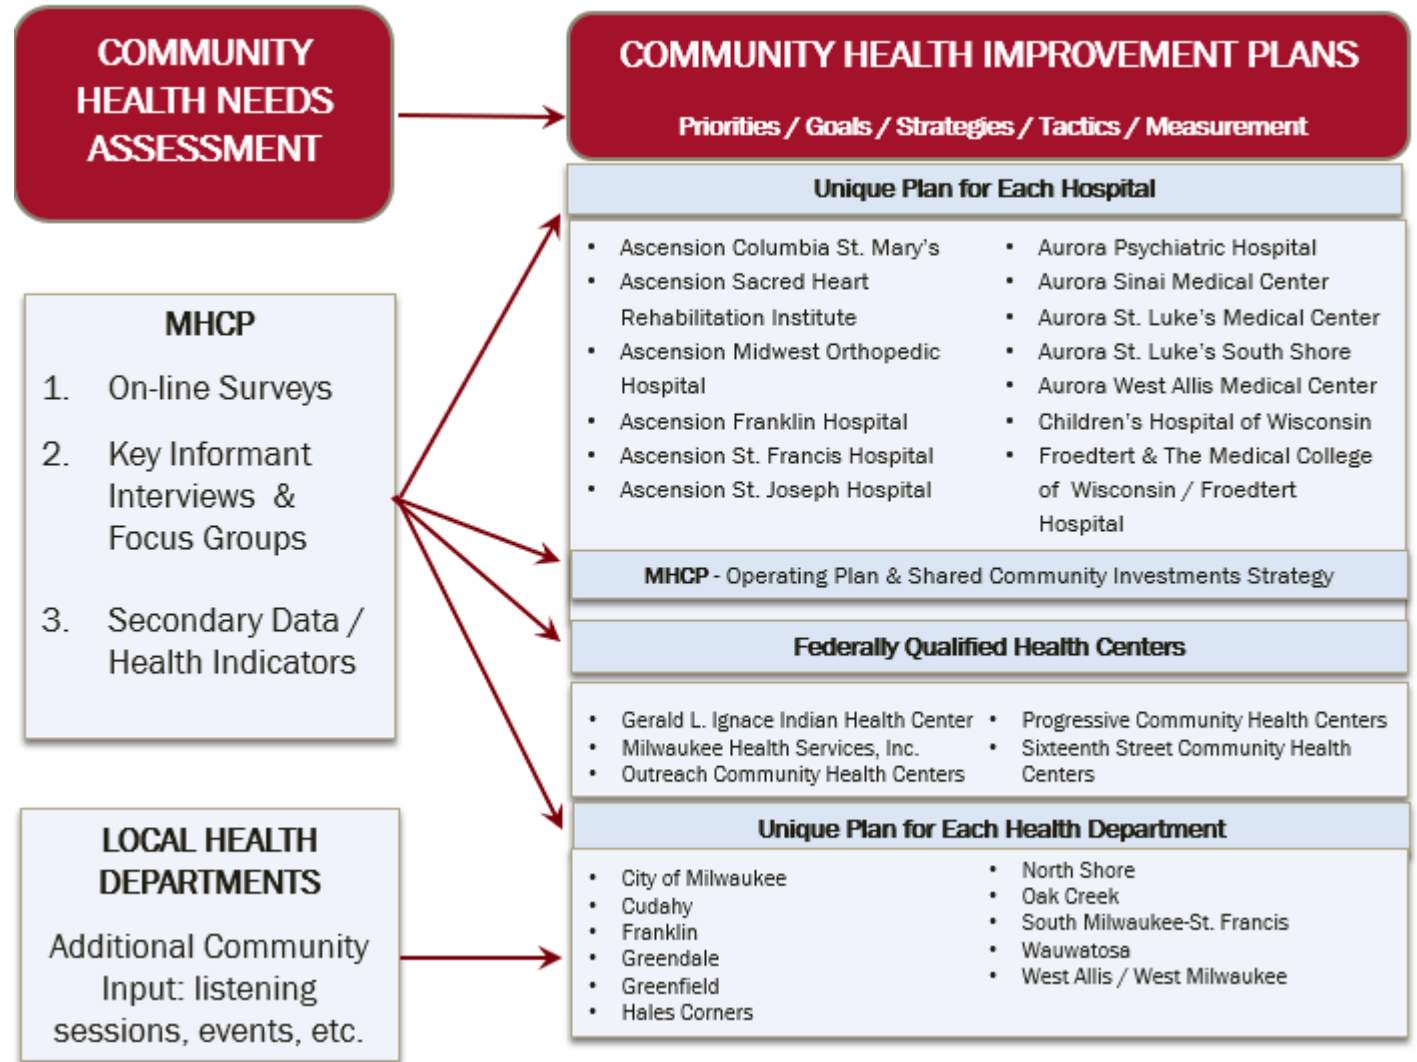 COMMUNITY
HEALTH NEEDS
ASSESSMENT
MHCP
1. On-line Surveys
2. Key Informant
Interviews &
Focus Groups
3. Secondary Data /
Health Indicators
LOCAL HEALTH
DEPARTMENTS
Additional Community
Input: listening
sessions, events, etc.
COMMUNITY HEALTH IMPROVEMENT PLANS
Priorities / Goals / Strategies / Tactics / Measurement
Unique Plan for Each Hospital
• Ascension Columbia St. Mary's
• Ascension Sacred Heart
Rehabilitation Institute
• Ascension Midwest Orthopedic
Hospital
• Ascension Franklin Hospital
• Ascension St. Francis Hospital
• Ascension St. Joseph Hospital
• Aurora Psychiatric Hospital
• Aurora Sinai Medical Center
• Aurora St. Luke's Medical Center
• Aurora St. Luke's South Shore
• Aurora West Allis Medical Center
• Children's Hospital of Wisconsin
• Froedtert & The Medical College
of Wisconsin / Froedtert
Hospital
MHCP - Operating Plan & Shared Community Investments Strategy
Federally Qualified Health Centers
• Gerald L. Ignace Indian Health Center
• Milwaukee Health Services, Inc.
• Outreach Community Health Centers
• Progressive Community Health Centers
• Sixteenth Street Community Health
Centers
Unique Plan for Each Health Department
• City of Milwaukee
• Cudahy
• Franklin
• Greendale
• Greenfield
• Hales Corners
• North Shore
• Oak Creek
• South Milwaukee-St. Francis
• Wauwatosa
• West Allis / West Milwaukee